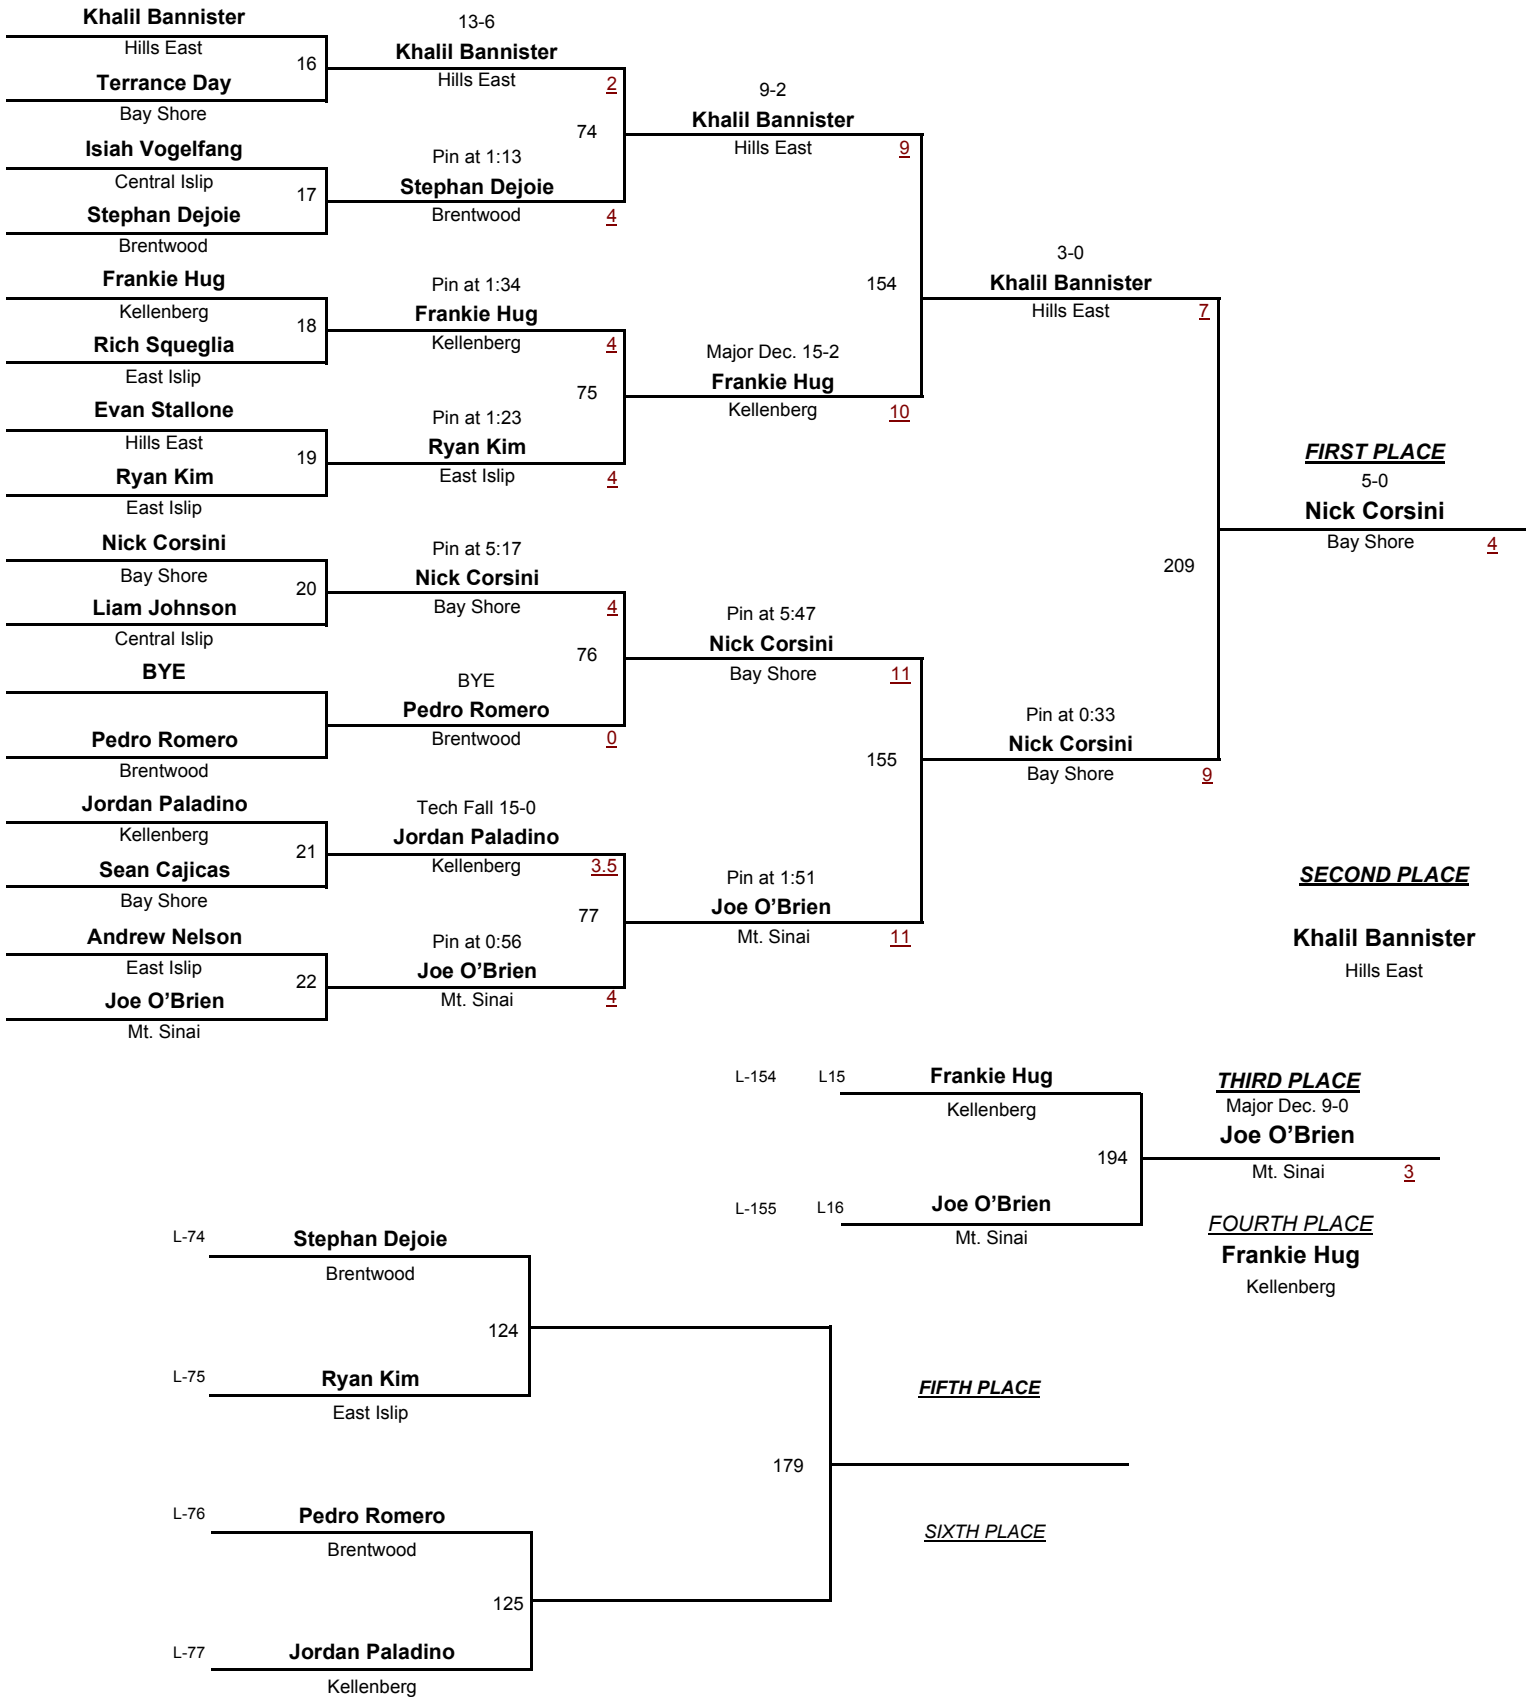 Khalil Bannister
Hills East
16
Terrance Day
Bay Shore
Isiah Vogelfang
Central Islip
17
Stephan Dejoie
Brentwood
Frankie Hug
Kellenberg
18
Rich Squeglia
East Islip
Evan Stallone
Hills East
19
Ryan Kim
East Islip
Nick Corsini
Bay Shore
20
Liam Johnson
Central Islip
BYE
Pedro Romero
Brentwood
Jordan Paladino
Kellenberg
21
Sean Cajicas
Bay Shore
Andrew Nelson
East Islip
22
Joe O’Brien
Mt. Sinai
13-6
Khalil Bannister
Hills East
2
74
Pin at 1:13
Stephan Dejoie
Brentwood
4
Pin at 1:34
Frankie Hug
Kellenberg
4
75
Pin at 1:23
Ryan Kim
East Islip
4
Pin at 5:17
Nick Corsini
Bay Shore
4
76
BYE
Pedro Romero
Brentwood
0
Tech Fall 15-0
Jordan Paladino
Kellenberg
3.5
77
Pin at 0:56
Joe O’Brien
Mt. Sinai
4
9-2
Khalil Bannister
Hills East
9
154
Major Dec. 15-2
Frankie Hug
Kellenberg
10
Pin at 5:47
Nick Corsini
Bay Shore
11
155
Pin at 1:51
Joe O’Brien
Mt. Sinai
11
3-0
Khalil Bannister
Hills East
7
209
Pin at 0:33
Nick Corsini
Bay Shore
9
FIRST PLACE
5-0
Nick Corsini
Bay Shore
4
SECOND PLACE
Khalil Bannister
Hills East
L-154
L15
Frankie Hug
Kellenberg
194
L-155
L16
Joe O’Brien
Mt. Sinai
THIRD PLACE
Major Dec. 9-0
Joe O’Brien
Mt. Sinai
3
FOURTH PLACE
Frankie Hug
Kellenberg
L-74
Stephan Dejoie
Brentwood
124
L-75
Ryan Kim
East Islip
L-76
Pedro Romero
Brentwood
125
L-77
Jordan Paladino
Kellenberg
179
FIFTH PLACE
SIXTH PLACE